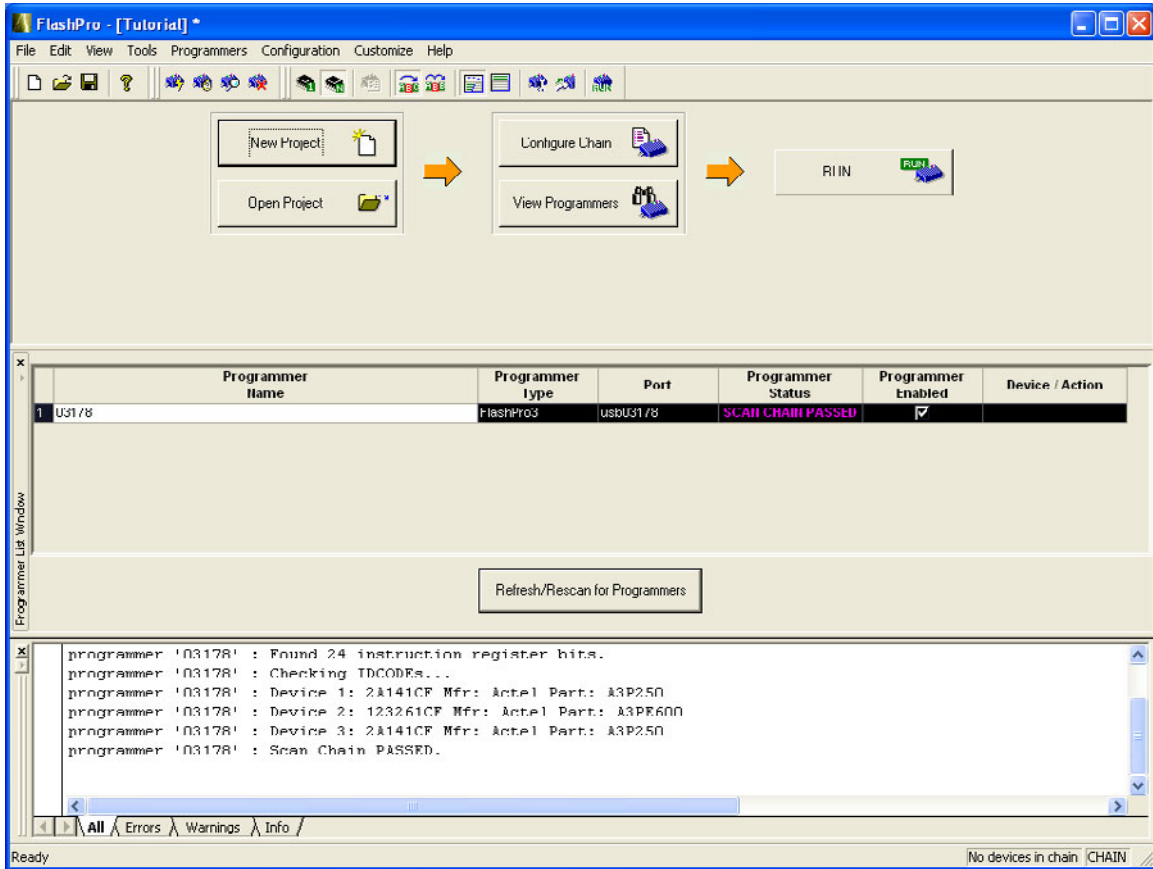 FlashPro - [Tutorial] *
File Edit View Tools Programmers Configuration Customize Help
New Project
Open Project
Configure Chain
View Programmers
RUN
RUN
Programmer Name
Programmer Type
Port
Programmer Status
Programmer Enabled
Device / Action
1 03178 FlashPro3 usb03178 SCAN CHAIN PASSED
Programmer List Window
Refresh/Rescan for Programmers
programmer '03178' : Found 24 instruction register bits.
programmer '03178' : Checking IDCODEs...
programmer '03178' : Device 1: 2A141CF Mfr: Actel Part: A3P250
programmer '03178' : Device 2: 123261CF Mfr: Actel Part: A3PE600
programmer '03178' : Device 3: 2A141CF Mfr: Actel Part: A3P250
programmer '03178' : Scan Chain PASSED.
All Errors Warnings Info
Ready
No devices in chain CHAIN